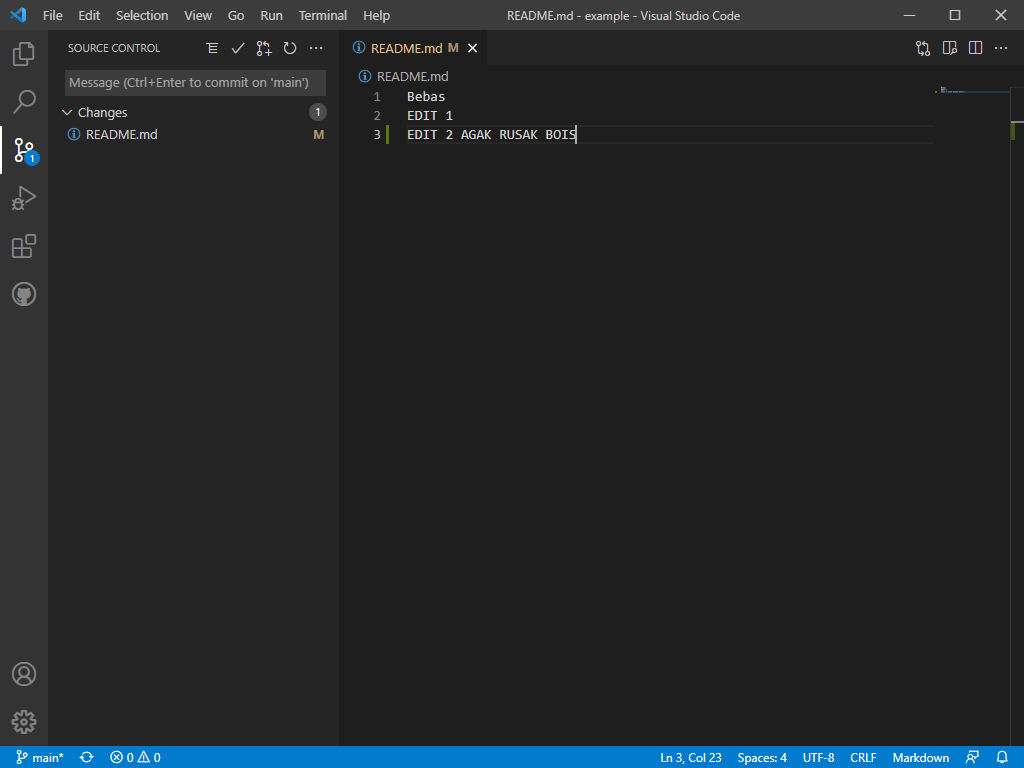 File Edit Selection View Go Run Terminal Help
README.md - example - Visual Studio Code
SOURCE CONTROL
Message (Ctrl+Enter to commit on 'main')
Changes 1
README.md M
1
README.md M
README.md
1 Bebas
2 EDIT 1
3 EDIT 2 AGAK RUSAK BOIS
main* 0 0 Ln 3, Col 23 Spaces: 4 UTF-8 CRLF Markdown